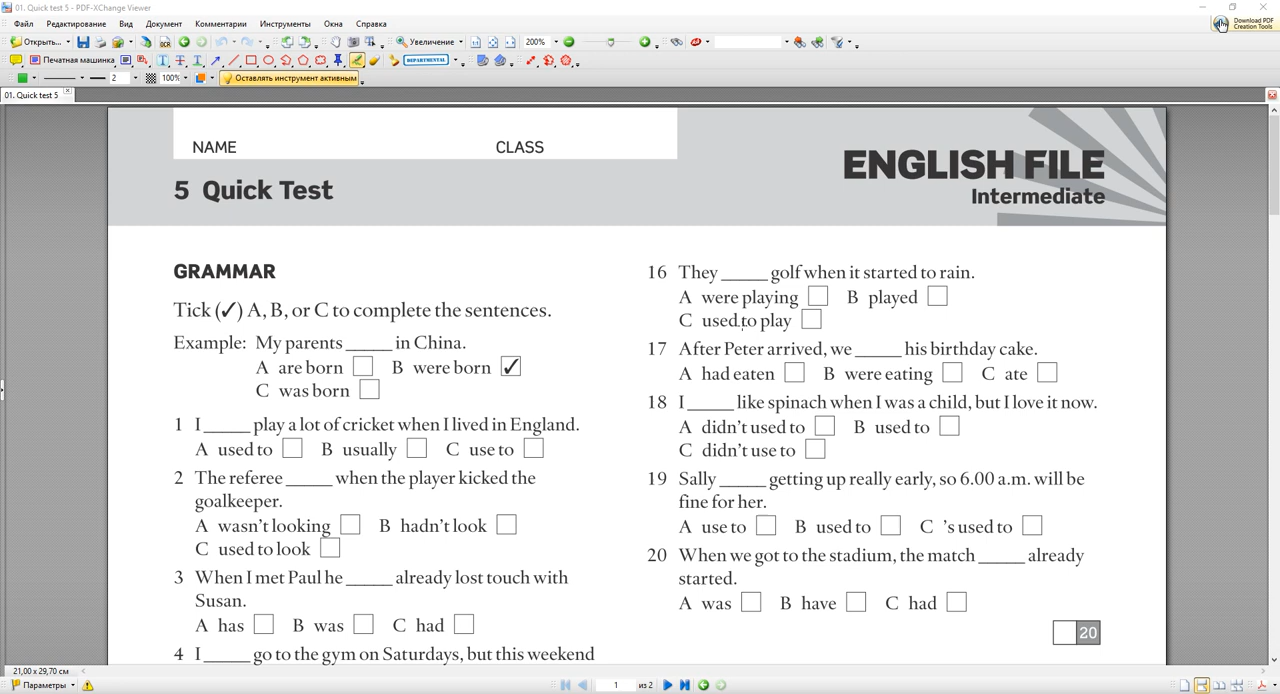 01. Quick test 5 - PDF-XChange Viewer
Файл Редактирование Вид Документ Комментарии Инструменты Окна Справка
Download PDF
Creation Tools
Открыть... OCR Увеличение 200%
Печатная машинка DEPARTMENTAL
2 100% Оставлять инструмент активным
01. Quick test 5
NAME CLASS
5 Quick Test
ENGLISH FILE
Intermediate
GRAMMAR
Tick (✓) A, B, or C to complete the sentences.
Example: My parents _____ in China.
A are born B were born ✓
C was born
1 I _____ play a lot of cricket when I lived in England.
A used to B usually C use to
2 The referee _____ when the player kicked the
goalkeeper.
A wasn't looking B hadn't look
C used to look
3 When I met Paul he _____ already lost touch with
Susan.
A has B was C had
4 I _____ go to the gym on Saturdays, but this weekend
16 They _____ golf when it started to rain.
A were playing B played
C used to play
17 After Peter arrived, we _____ his birthday cake.
A had eaten B were eating C ate
18 I _____ like spinach when I was a child, but I love it now.
A didn't used to B used to
C didn't use to
19 Sally _____ getting up really early, so 6.00 a.m. will be
fine for her.
A use to B used to C 's used to
20 When we got to the stadium, the match _____ already
started.
A was B have C had
20
21,00 x 29,70 см
Параметры 1 из 2